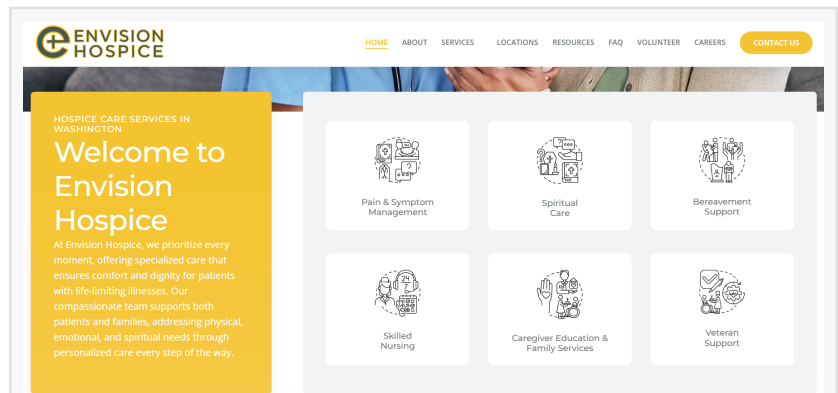 ENVISION
HOSPICE
HOME ABOUT SERVICES LOCATIONS RESOURCES FAQ VOLUNTEER CAREERS CONTACT US
HOSPICE CARE SERVICES IN
WASHINGTON
Welcome to
Envision
Hospice
At Envision Hospice, we prioritize every
moment, offering specialized care that
ensures comfort and dignity for patients
with life-limiting illnesses. Our
compassionate team supports both
patients and families, addressing physical,
emotional, and spiritual needs through
personalized care every step of the way.
Pain & Symptom
Management
Spiritual
Care
Bereavement
Support
24
7
Skilled
Nursing
Caregiver Education &
Family Services
Veteran
Support